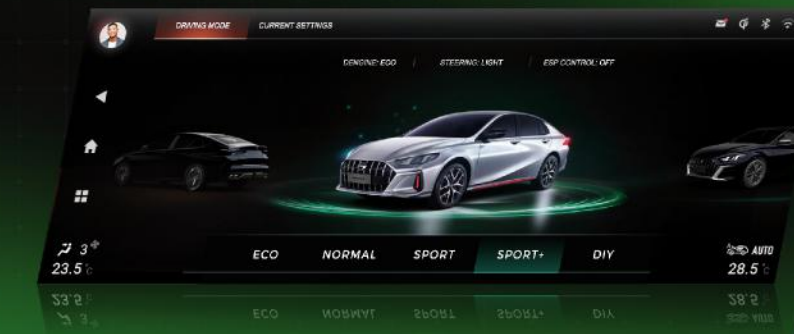 DRIVING MODE CURRENT SETTINGS
DENGINE: ECO STEERING: LIGHT ESP CONTROL: OFF
ECO NORMAL SPORT SPORT+ DIY
3 AUTO
23.5°C 28.5°C